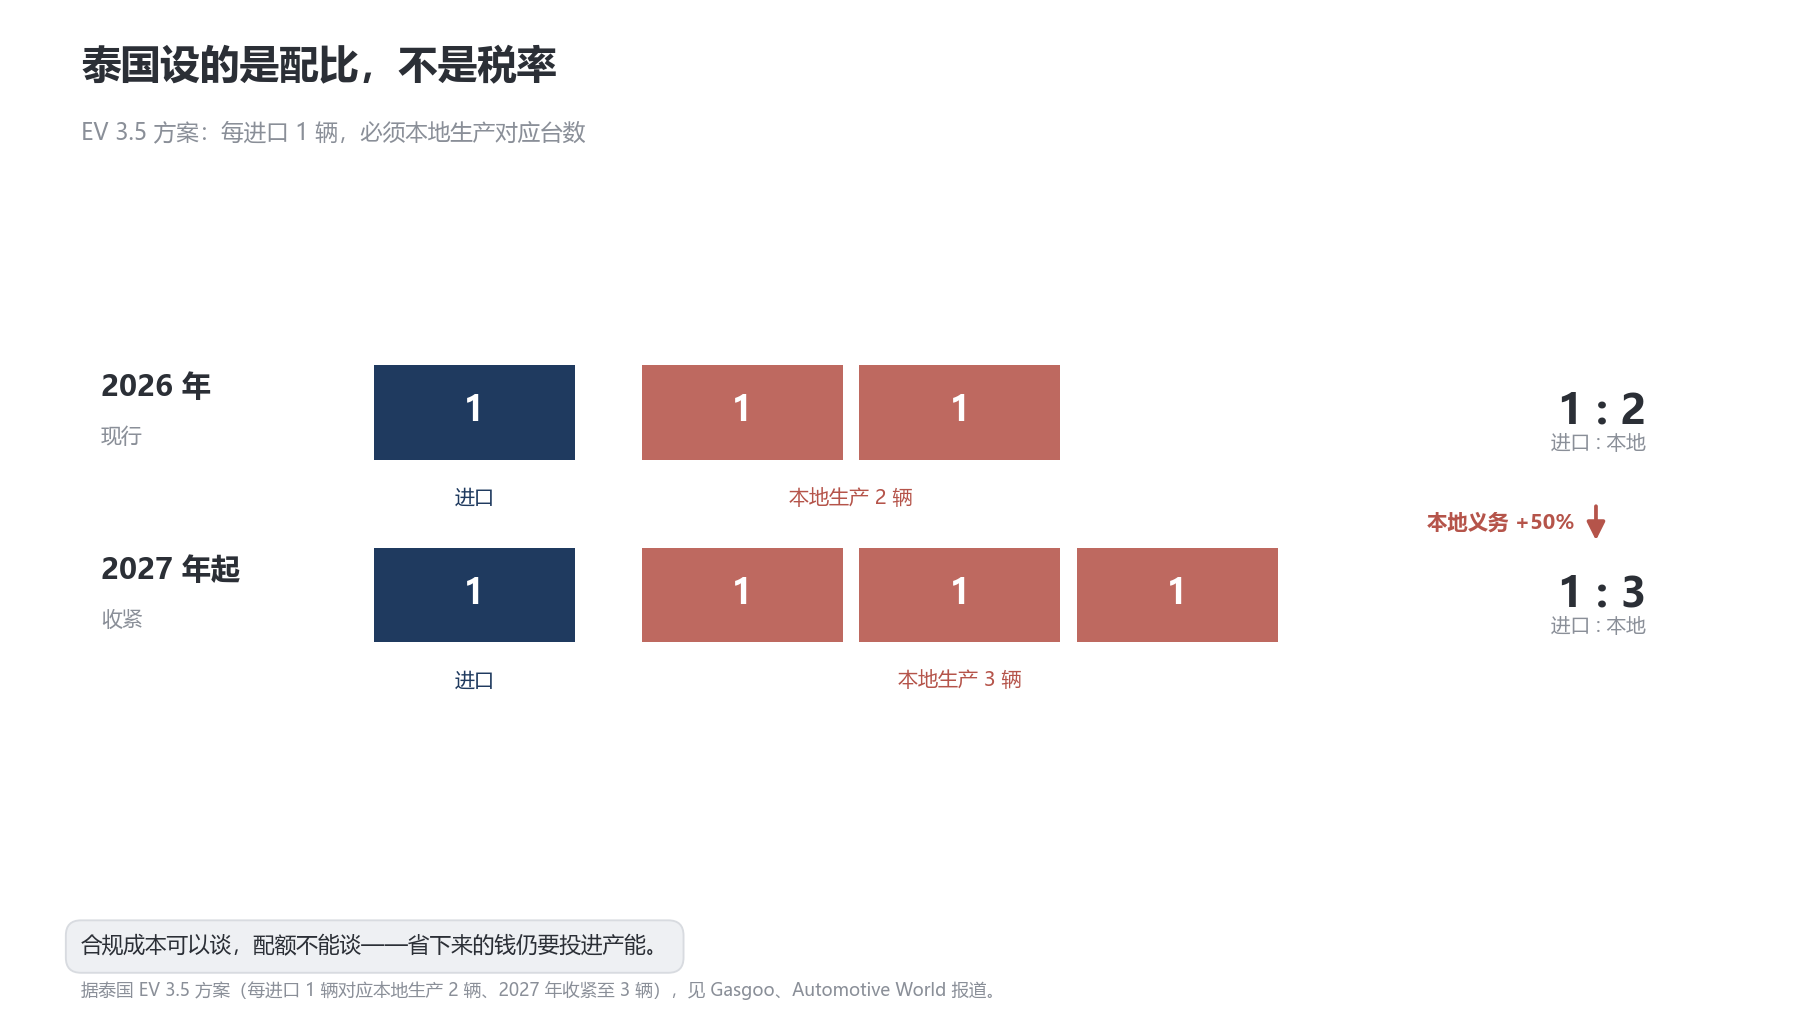 泰国设的是配比，不是税率
EV 3.5 方案：每进口 1 辆，必须本地生产对应台数
2026 年
现行
1
1
1
进口
本地生产 2 辆
1 : 2
进口 : 本地
本地义务 +50%
2027 年起
收紧
1
1
1
1
进口
本地生产 3 辆
1 : 3
进口 : 本地
合规成本可以谈，配额不能谈——省下来的钱仍要投进产能。
据泰国 EV 3.5 方案（每进口 1 辆对应本地生产 2 辆、2027 年收紧至 3 辆），见 Gasgoo、Automotive World 报道。